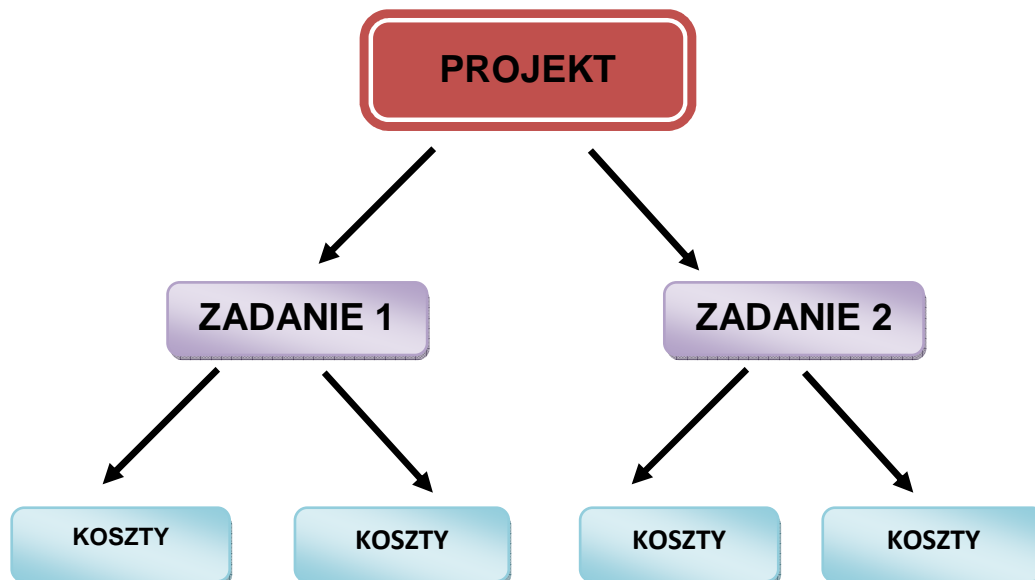 PROJEKT
ZADANIE 1
ZADANIE 2
KOSZTY
KOSZTY
KOSZTY
KOSZTY